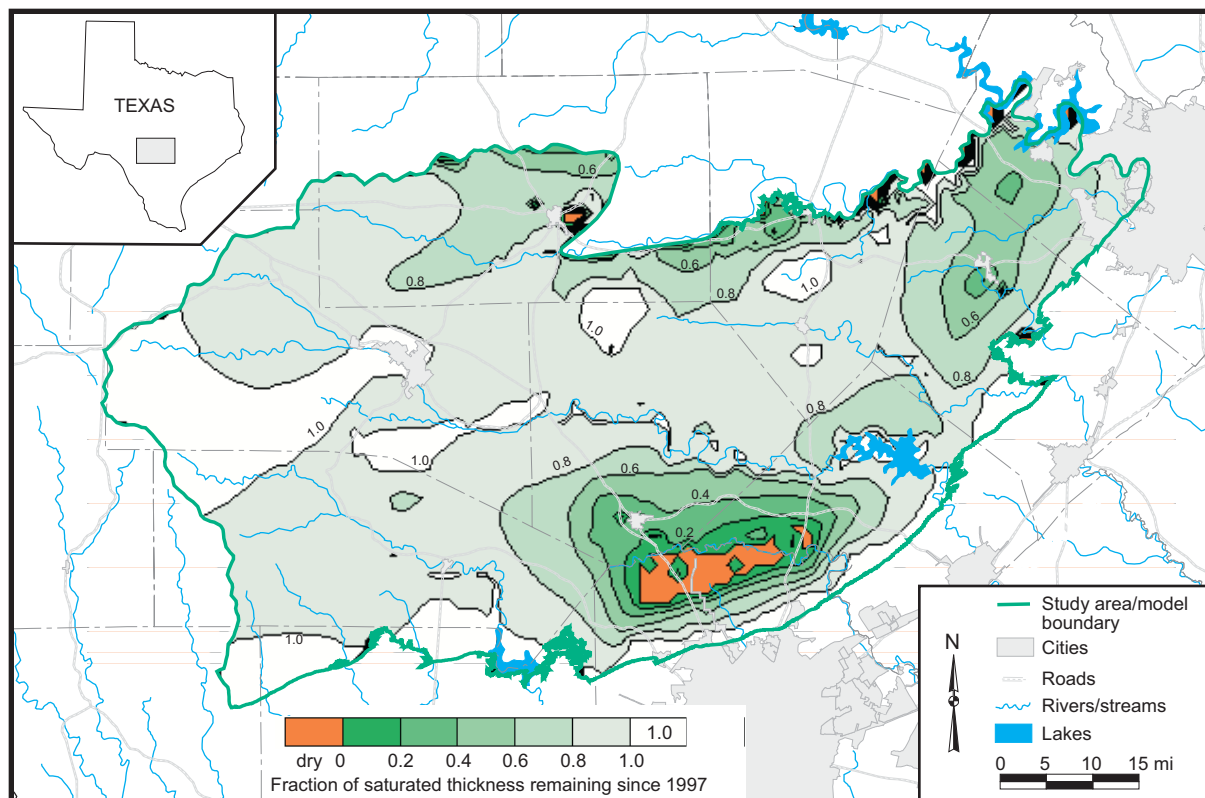 TEXAS
0.6
0.8
0.6
0.8
1.0
1.0
0.6
0.8
0.8
1.0
1.0
0.8
0.6
0.4
0.2
1.0
N
Study area/model
boundary
Cities
Roads
Rivers/streams
Lakes
0 5 10 15 mi
1.0
dry 0 0.2 0.4 0.6 0.8 1.0
Fraction of saturated thickness remaining since 1997